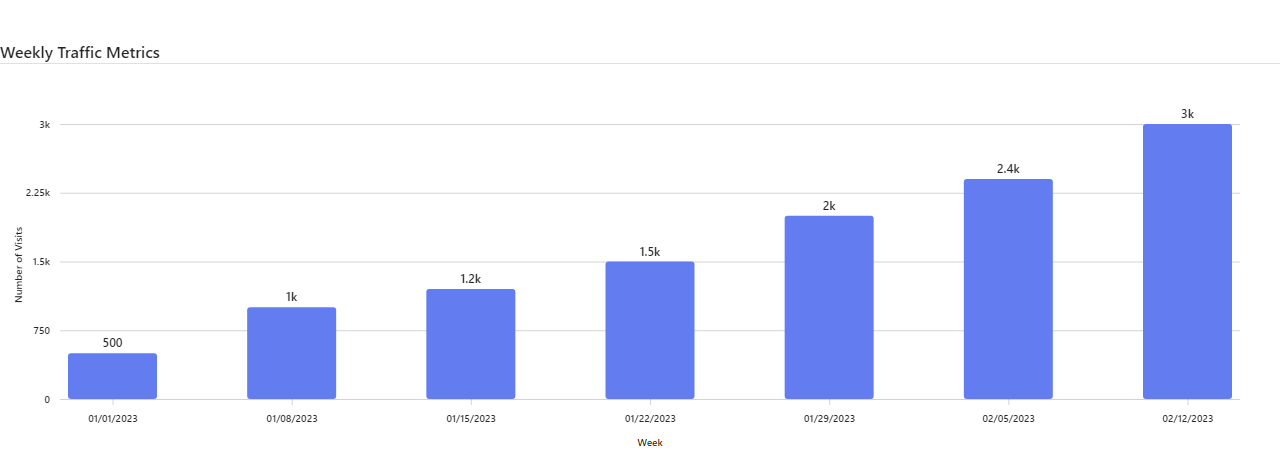 Weekly Traffic Metrics
3k
3k
2.4k
2.25k
2k
1.5k
1.5k
1.2k
1k
750
500
0
Number of Visits
01/01/2023 01/08/2023 01/15/2023 01/22/2023 01/29/2023 02/05/2023 02/12/2023
Week